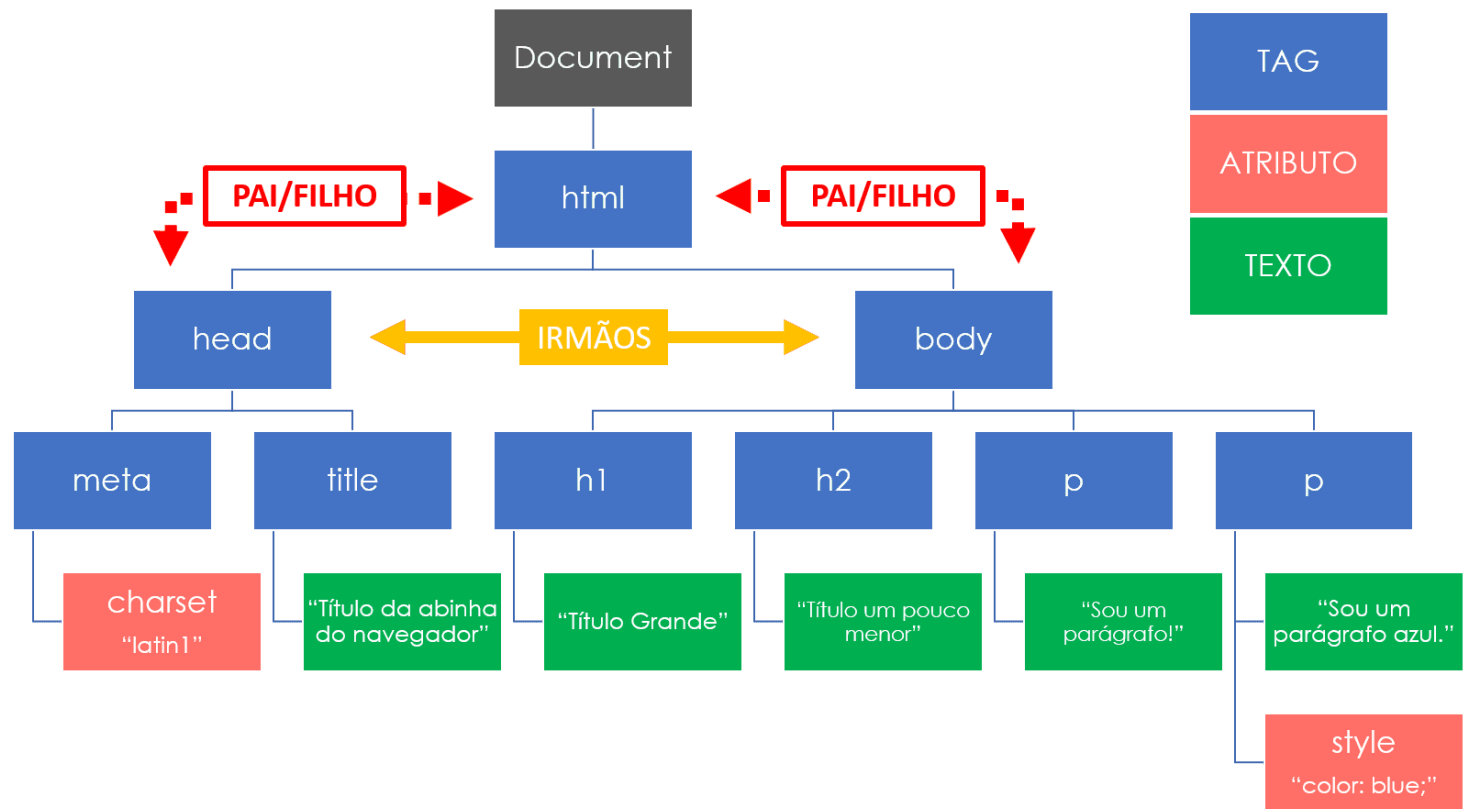 Document
TAG
PAI/FILHO
html
PAI/FILHO
ATRIBUTO
TEXTO
head
IRMÃOS
body
meta
title
h1
h2
p
p
charset
“latin1”
“Título da abinha
do navegador”
“Título Grande”
“Título um pouco
menor”
“Sou um
parágrafo!”
“Sou um
parágrafo azul.”
style
“color: blue;”